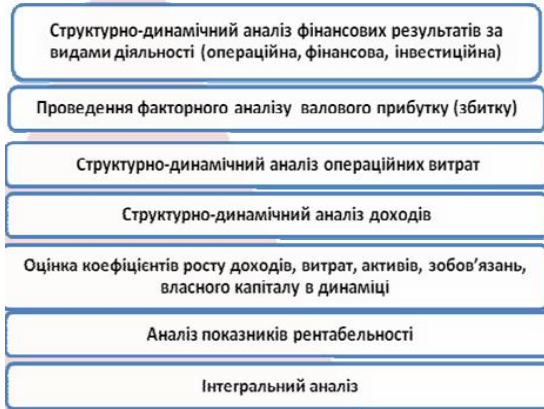 Структурно-динамічний аналіз фінансових результатів за
видами діяльності (операційна, фінансова, інвестиційна)
Проведення факторного аналізу валового прибутку (збитку)
Структурно-динамічний аналіз операційних витрат
Структурно-динамічний аналіз доходів
Оцінка коефіцієнтів росту доходів, витрат, активів, зобов'язань,
власного капіталу в динаміці
Аналіз показників рентабельності
Інтегральний аналіз